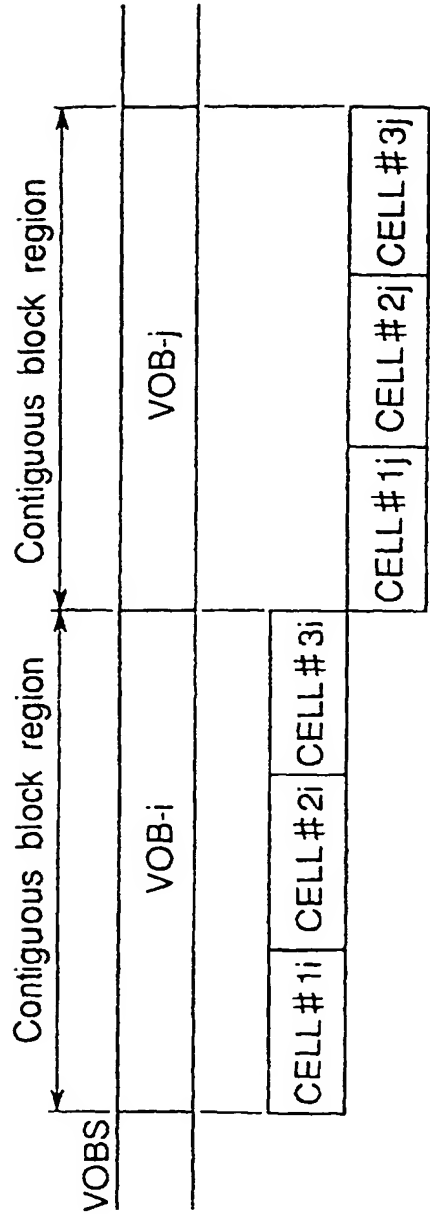 Contiguous block region
Contiguous block region
VOBS
VOB-i
VOB-j
CELL#1i
CELL#2i
CELL#3i
CELL#1j
CELL#2j
CELL#3j